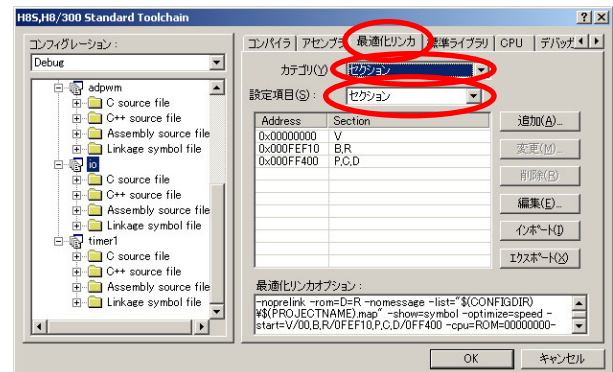 H8S,H8/300 Standard Toolchain
コンフィグレーション：
Debug
adpwm
C source file
C++ source file
Assembly source file
Linkage symbol file
io
C source file
C++ source file
Assembly source file
Linkage symbol file
timer1
C source file
C++ source file
Assembly source file
Linkage symbol file
コンパイラ アセンブラ 最適化リンカ 標準ライブラリ CPU デバッガ
カテゴリ(Y) セクション
設定項目(S)： セクション
Address Section
0x00000000 V
0x000FEF10 B,R
0x000FF400 P,C,D
追加(A)...
変更(M)...
削除(R)
編集(E)...
インポート(I)
エクスポート(X)
最適化リンカオプション：
-noprelink -rom=D=R -nomessage -list="$(CONFIGDIR)
¥$(PROJECTNAME).map" -show=symbol -optimize=speed -
start=V/00,B,R/0FEF10,P,C,D/0FF400 -cpu=ROM=00000000-
OK キャンセル